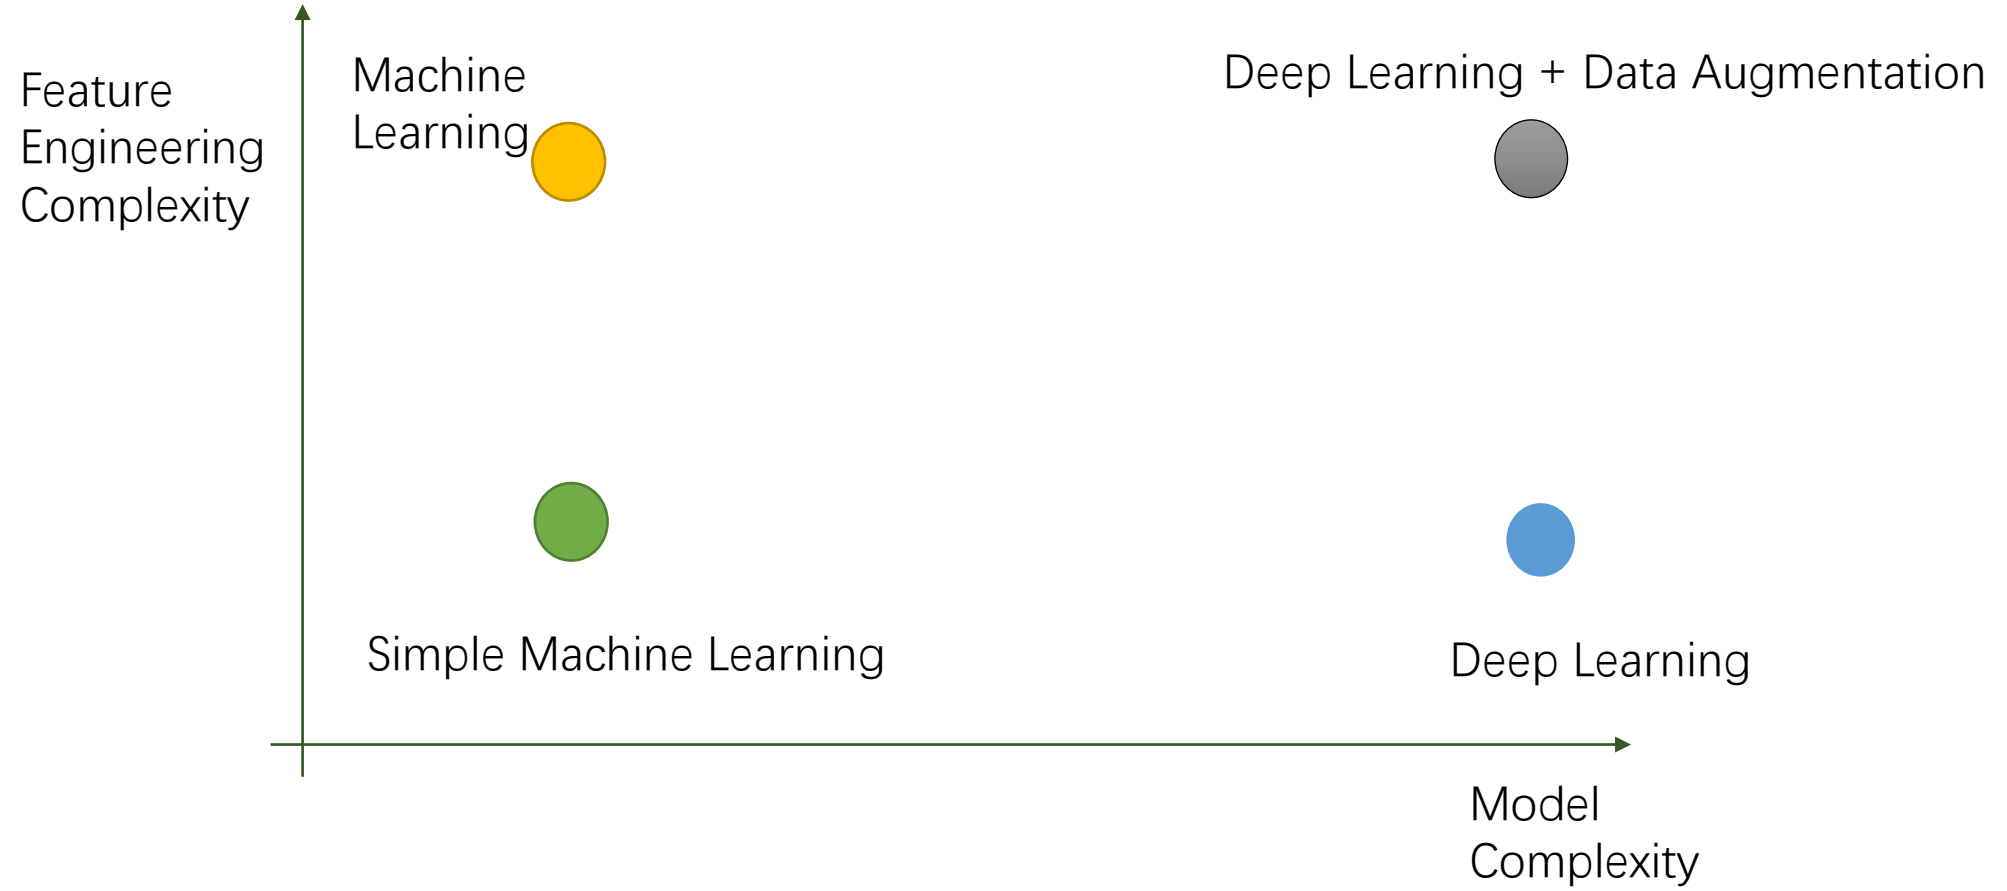 Feature
Engineering
Complexity
Machine
Learning
Deep Learning + Data Augmentation
Simple Machine Learning
Deep Learning
Model
Complexity